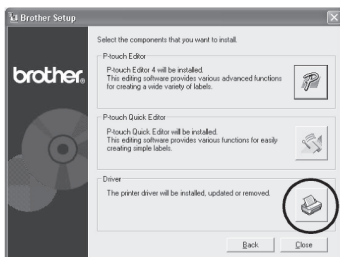 Brother Setup
Select the components that you want to install.
P-touch Editor
P-touch Editor 4 will be installed.
This editing software provides various advanced functions
for creating a wide variety of labels.
brother.
P-touch Quick Editor
P-touch Quick Editor will be installed.
This editing software provides various functions for easily
creating simple labels.
Driver
The printer driver will be installed, updated or removed.
Back
Close